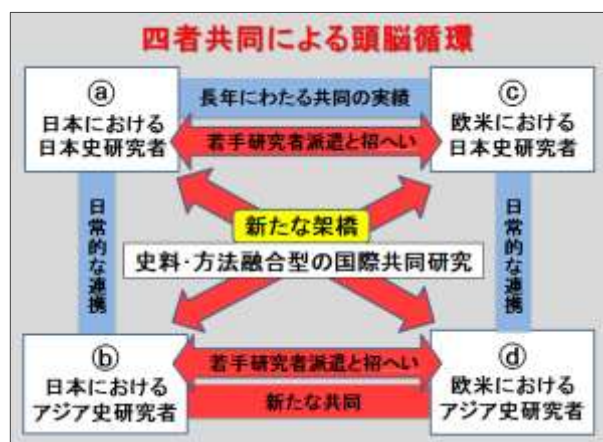 四者共同による頭脳循環
ⓐ
日本における
日本史研究者
長年にわたる共同の実績
若手研究者派遣と招へい
ⓒ
欧米における
日本史研究者
日常的な連携
新たな架橋
史料・方法融合型の国際共同研究
日常的な連携
ⓑ
日本における
アジア史研究者
若手研究者派遣と招へい
新たな共同
ⓓ
欧米における
アジア史研究者